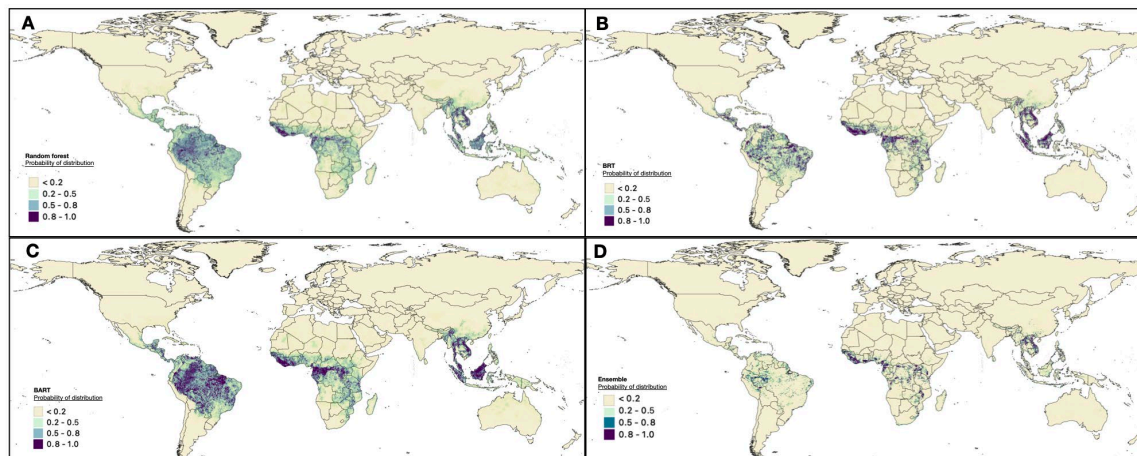 A
Random forest
Probability of distribution
< 0.2
0.2 - 0.5
0.5 - 0.8
0.8 - 1.0
B
BRT
Probability of distribution
< 0.2
0.2 - 0.5
0.5 - 0.8
0.8 - 1.0
C
BART
Probability of distribution
< 0.2
0.2 - 0.5
0.5 - 0.8
0.8 - 1.0
D
Ensemble
Probability of distribution
< 0.2
0.2 - 0.5
0.5 - 0.8
0.8 - 1.0